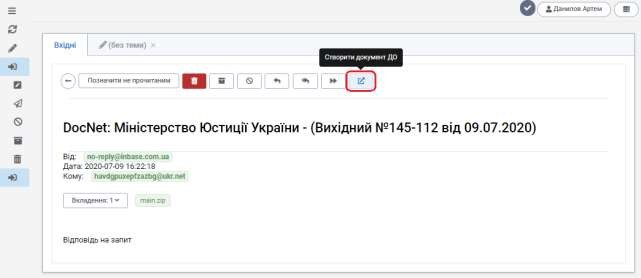 Данилов Артем
Вхідні
(без теми) ×
Створити документ ДО
Позначити не прочитаним
DocNet: Міністерство Юстиції України - (Вихідний №145-112 від 09.07.2020)
Від: no-reply@inbase.com.ua
Дата: 2020-07-09 16:22:18
Кому: havdgpuxepfzazbg@ukr.net
Вкладення: 1
main.zip
Відповідь на запит